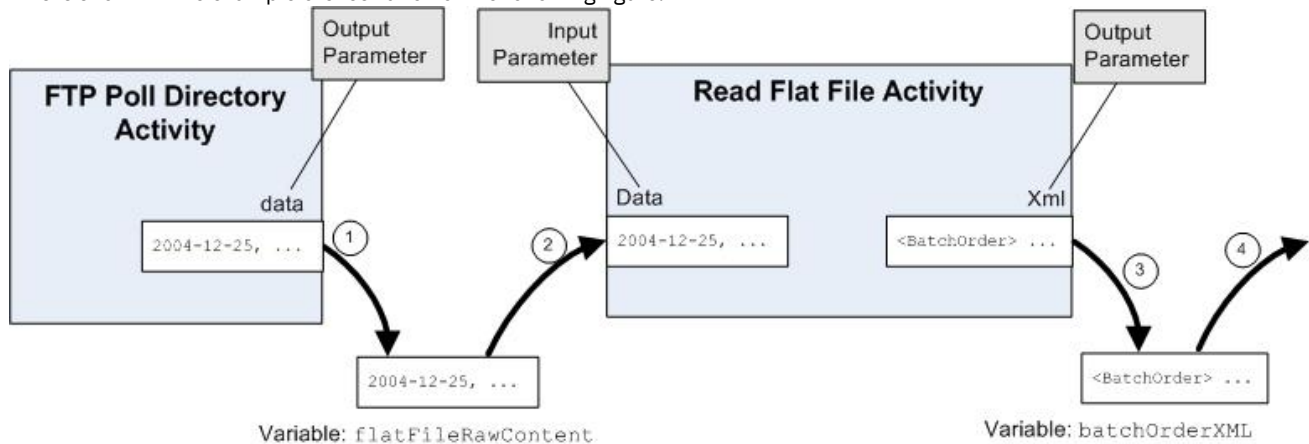 Output
Parameter
Input
Parameter
Output
Parameter
FTP Poll Directory
Activity
Read Flat File Activity
data
Data
Xml
2004-12-25, ...
1
2
2004-12-25, ...
<BatchOrder> ...
3
4
2004-12-25, ...
<BatchOrder> ...
Variable: flatFileRawContent
Variable: batchOrderXML